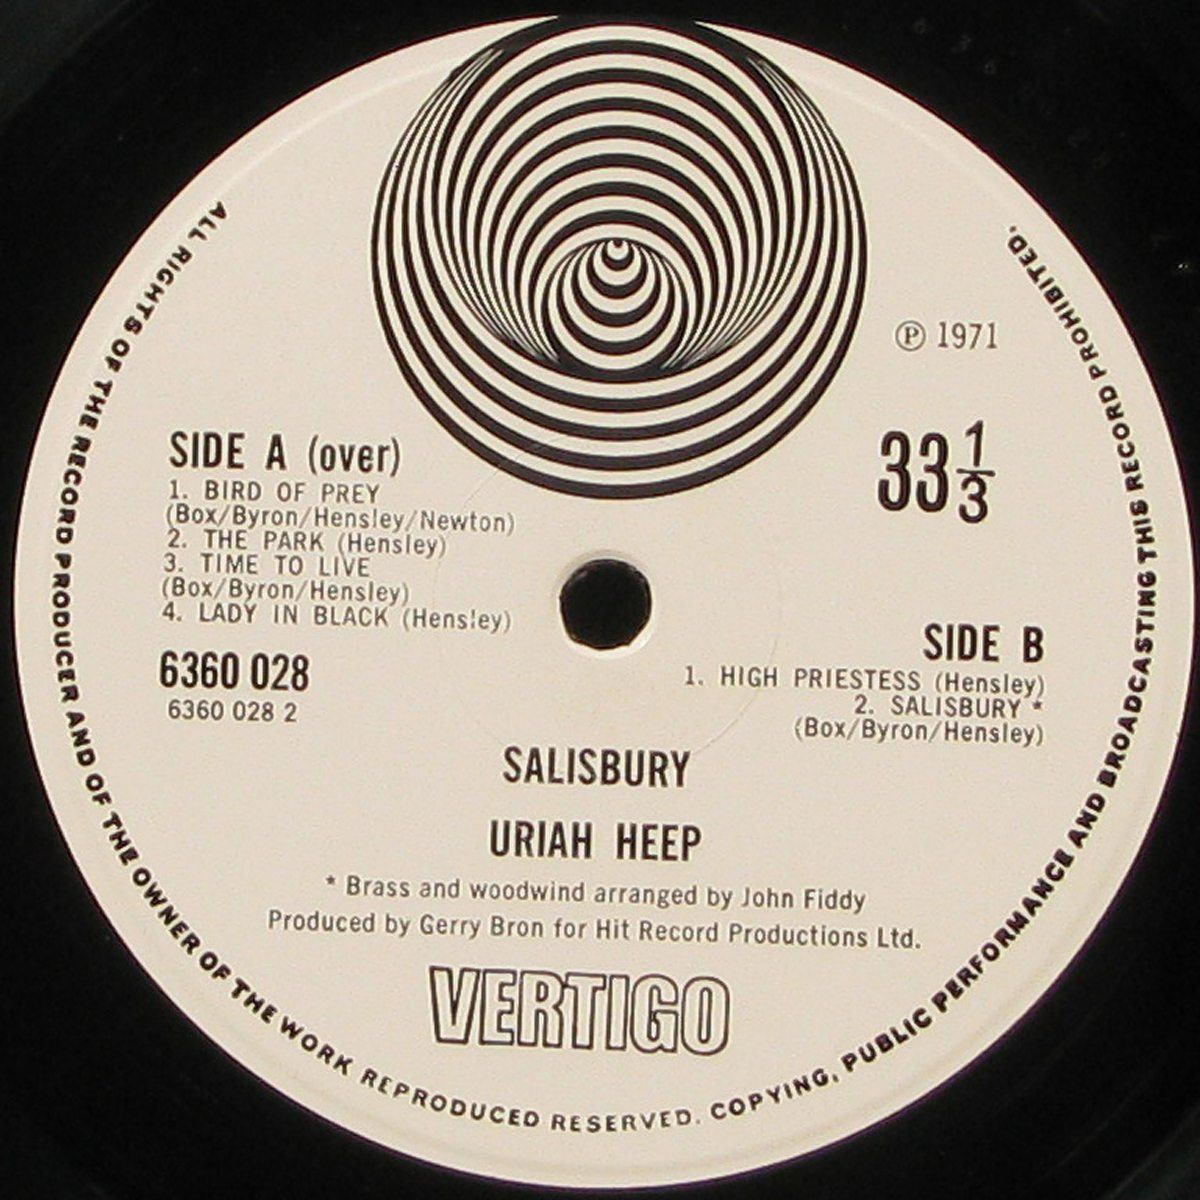 ALL RIGHTS OF THE RECORD PRODUCER AND OF THE OWNER OF THE WORK REPRODUCED RESERVED. COPYING, PUBLIC PERFORMANCE AND BROADCASTING THIS RECORD PROHIBITED.
℗ 1971
33 1/3
SIDE A (over)
1. BIRD OF PREY
(Box/Byron/Hensley/Newton)
2. THE PARK (Hensley)
3. TIME TO LIVE
(Box/Byron/Hensley)
4. LADY IN BLACK (Hensley)
6360 028
6360 028 2
SIDE B
1. HIGH PRIESTESS (Hensley)
2. SALISBURY *
(Box/Byron/Hensley)
SALISBURY
URIAH HEEP
* Brass and woodwind arranged by John Fiddy
Produced by Gerry Bron for Hit Record Productions Ltd.
VERTIGO